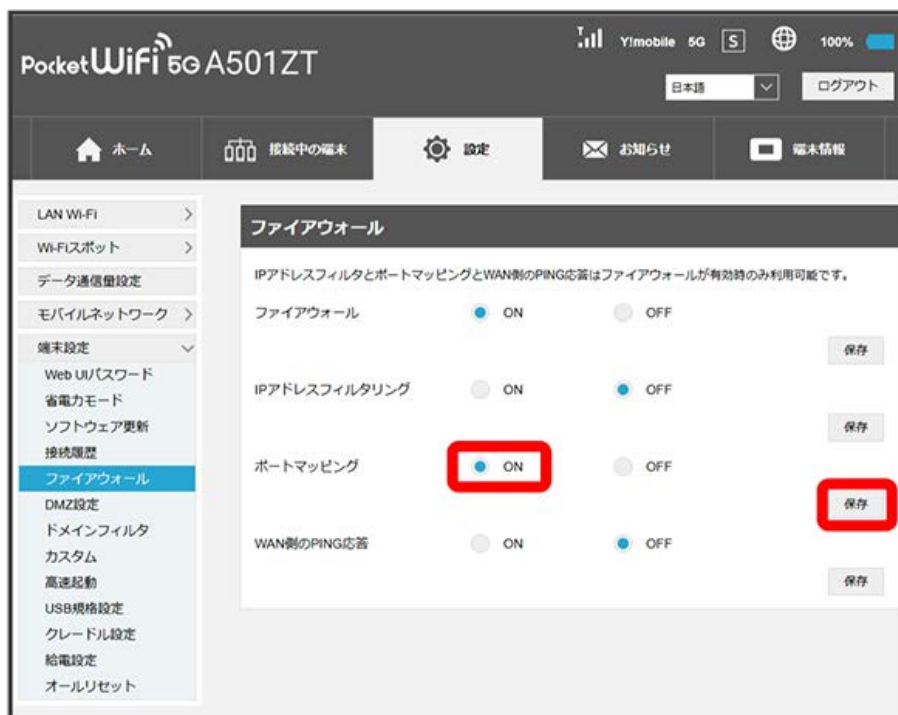 Pocket WiFi 5G A501ZT
Y!mobile 5G S 100%
日本語
ログアウト
ホーム
接続中の端末
設定
お知らせ
端末情報
LAN Wi-Fi
Wi-Fiスポット
データ通信量設定
モバイルネットワーク
端末設定
Web UIパスワード
省電力モード
ソフトウェア更新
接続履歴
ファイアウォール
DMZ設定
ドメインフィルタ
カスタム
高速起動
USB規格設定
クレードル設定
給電設定
オールリセット
ファイアウォール
IPアドレスフィルタとポートマッピングとWAN側のPING応答はファイアウォールが有効時のみ利用可能です。
ファイアウォール ON OFF
保存
IPアドレスフィルタリング ON OFF
保存
ポートマッピング ON OFF
保存
WAN側のPING応答 ON OFF
保存